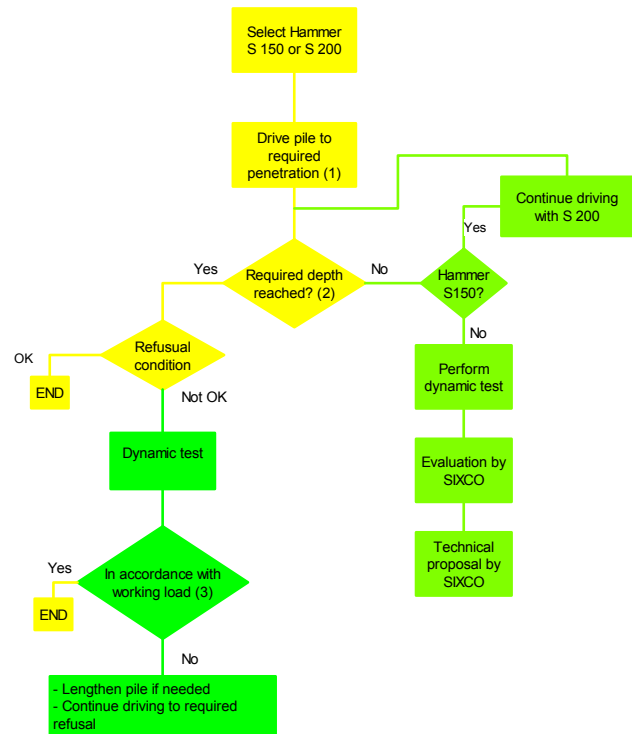 Select Hammer
S 150 or S 200
Drive pile to
required
penetration (1)
Continue driving
with S 200
Yes
Yes
Required depth
reached? (2)
No
Hammer
S150?
No
OK
Refusual
condition
END
Not OK
Perform
dynamic test
Dynamic test
Evaluation by
SIXCO
Technical
proposal by
SIXCO
Yes
In accordance with
working load (3)
END
No
- Lengthen pile if needed
- Continue driving to required
refusal